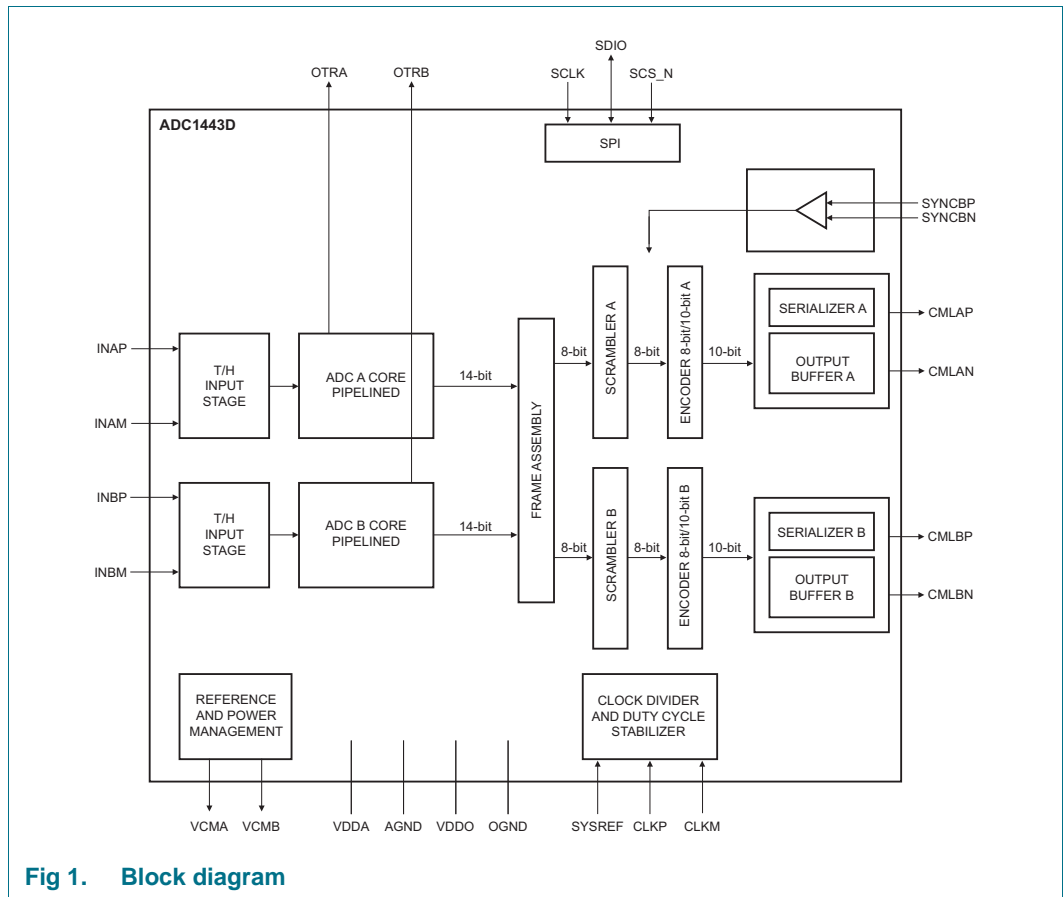 SDIO
OTRA
OTRB
SCLK
SCS_N
ADC1443D
SPI
SYNCBP
SYNCBN
SCRAMBLER A
ENCODER 8-bit/10-bit A
SERIALIZER A
CMLAP
INAP
T/H
INPUT
STAGE
ADC A CORE
PIPELINED
14-bit
8-bit
8-bit
10-bit
OUTPUT
BUFFER A
CMLAN
INAM
FRAME ASSEMBLY
INBP
T/H
INPUT
STAGE
ADC B CORE
PIPELINED
14-bit
8-bit
SCRAMBLER B
8-bit
ENCODER 8-bit/10-bit B
10-bit
SERIALIZER B
CMLBP
OUTPUT
BUFFER B
CMLBN
INBM
REFERENCE
AND POWER
MANAGEMENT
CLOCK DIVIDER
AND DUTY CYCLE
STABILIZER
VCMA
VCMB
VDDA
AGND
VDDO
OGND
SYSREF
CLKP
CLKM
Fig 1. Block diagram